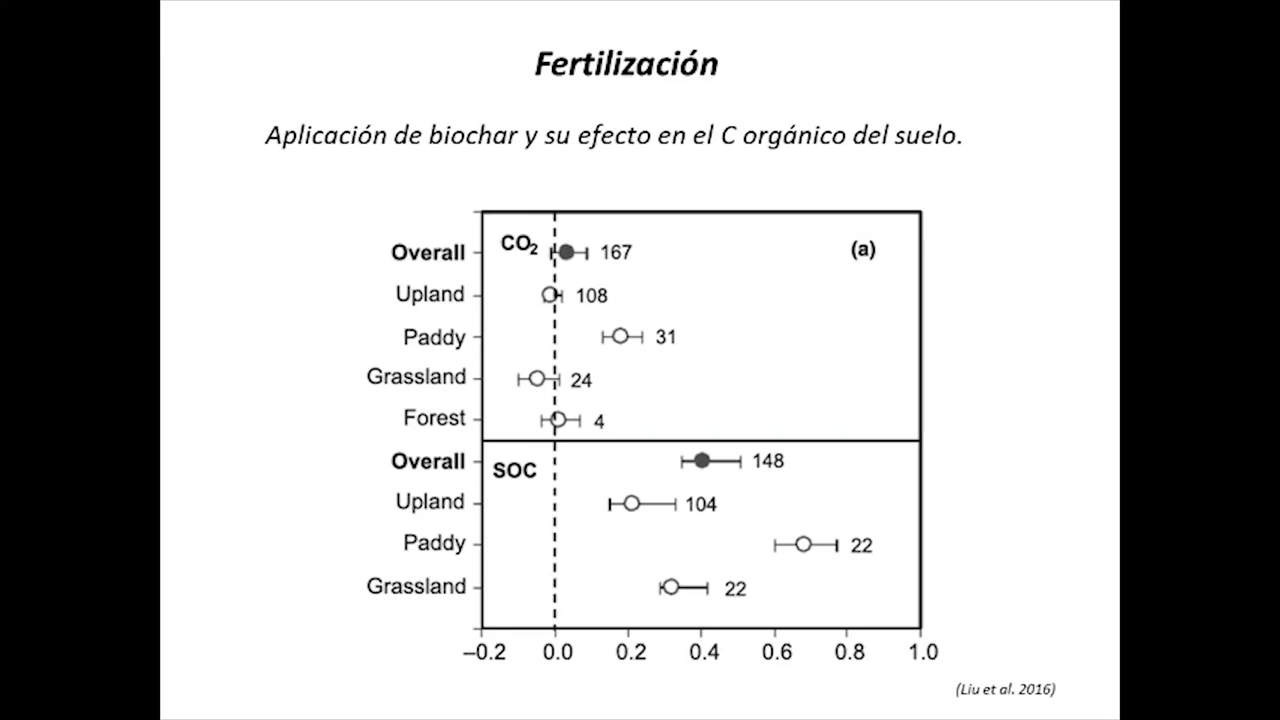 Fertilización
Aplicación de biochar y su efecto en el C orgánico del suelo.
CO2
(a)
Overall 167
Upland 108
Paddy 31
Grassland 24
Forest 4
SOC
Overall 148
Upland 104
Paddy 22
Grassland 22
–0.2 0.0 0.2 0.4 0.6 0.8 1.0
(Liu et al. 2016)